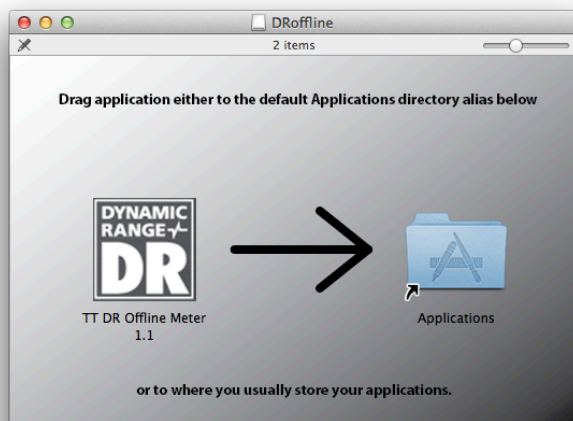 DRoffline
2 items
Drag application either to the default Applications directory alias below
DYNAMIC
RANGE
DR
TT DR Offline Meter
1.1
Applications
or to where you usually store your applications.